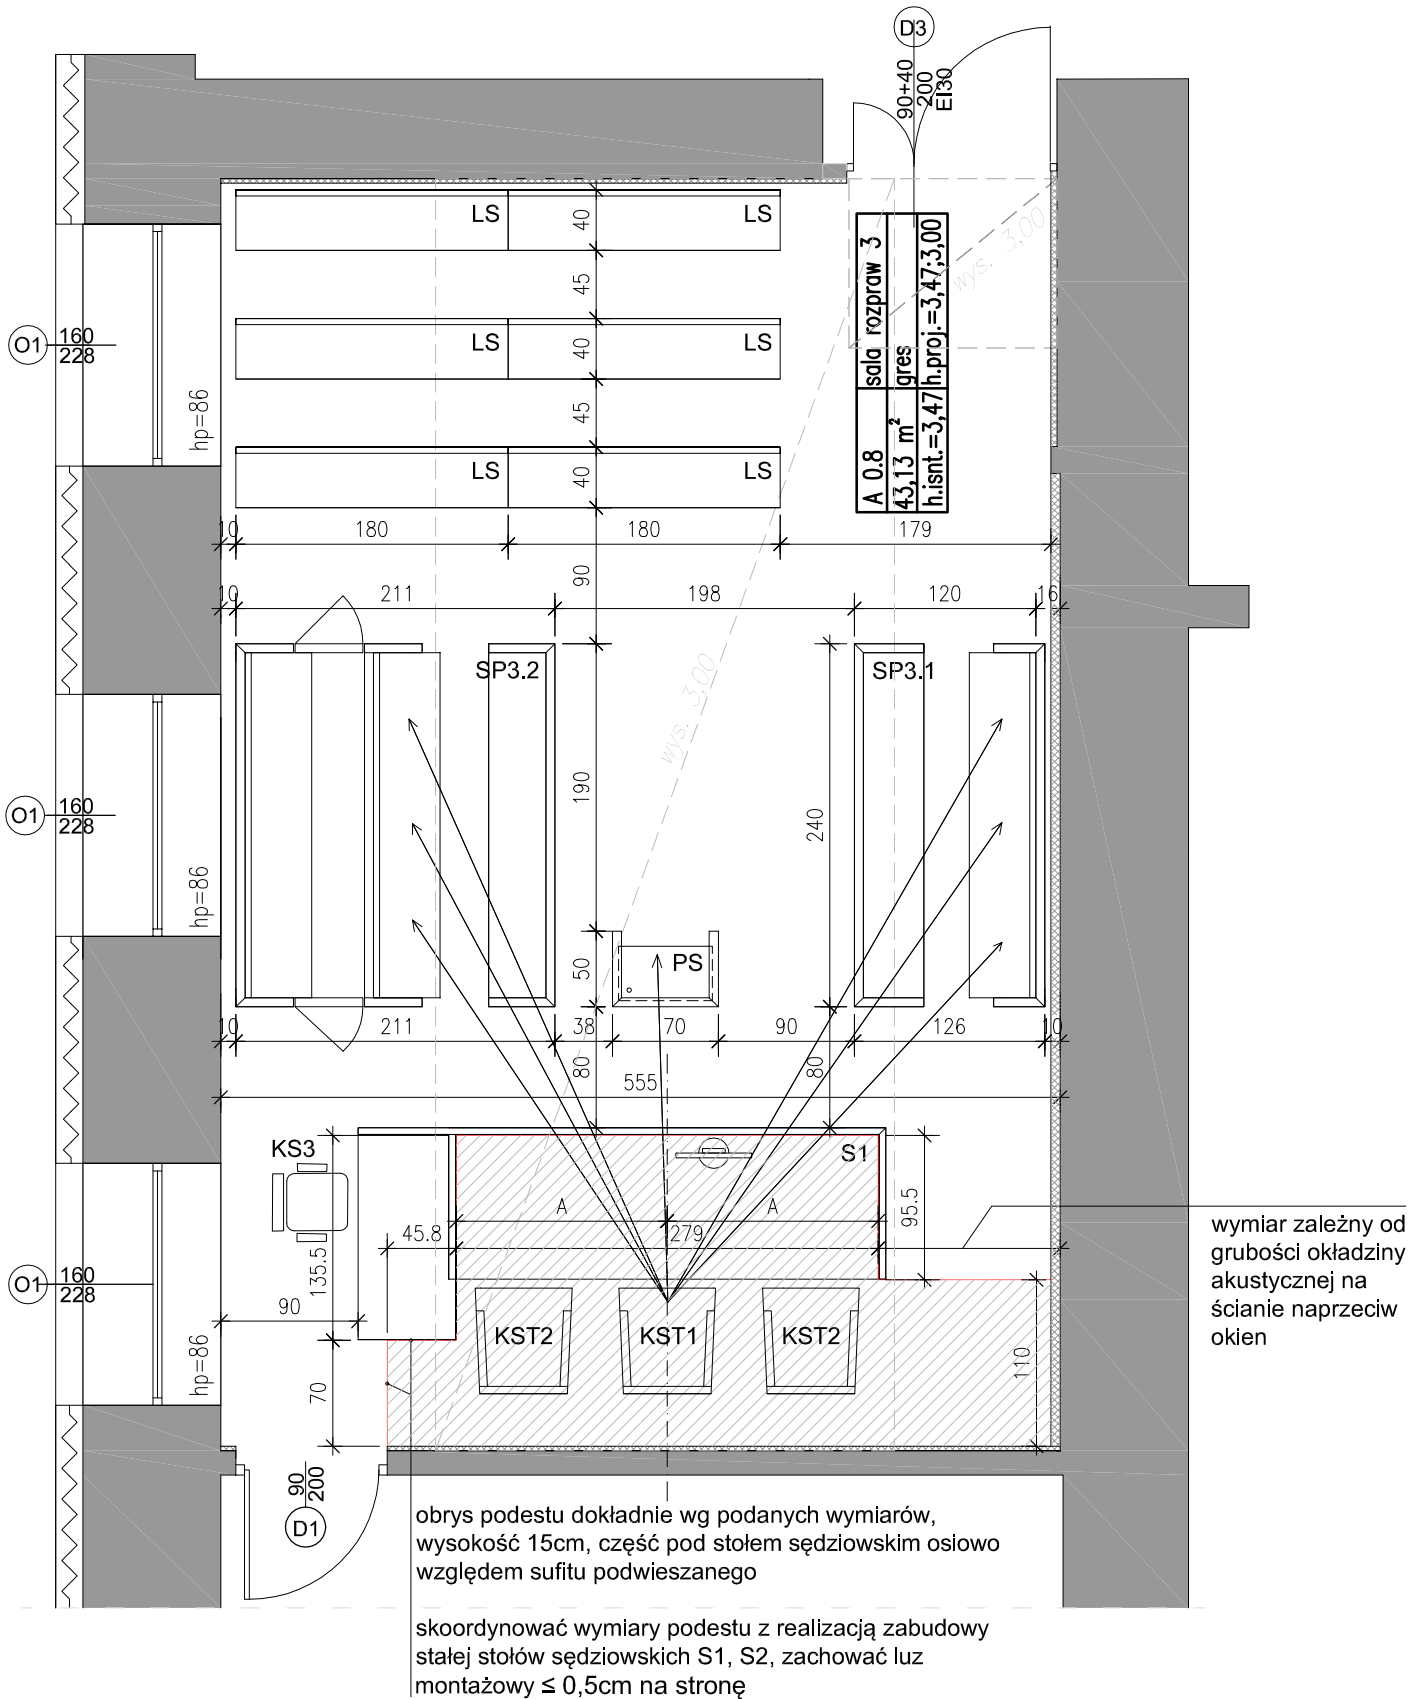 D3
90+40
200
EI30
LS
LS
40
45
wys. 3,00
A 0.8
sala rozpraw 3
43,13 m²
gres
h.isnt.=3,47
h.proj.=3,47;3,00
O1
160
228
hp=86
LS
LS
40
45
LS
LS
40
10
180
180
179
90
10
211
198
120
16
SP3.2
SP3.1
wys. 3,00
O1
160
228
hp=86
190
240
50
PS
10
211
38
70
90
126
10
80
555
80
KS3
S1
A
A
95.5
45.8
279
135.5
90
O1
160
228
hp=86
KST2
KST1
KST2
110
70
wymiar zależny od
grubości okładziny
akustycznej na
ścianie naprzeciw
okien
90
200
D1
obrys podestu dokładnie wg podanych wymiarów,
wysokość 15cm, część pod stołem sędziowskim osiowo
względem sufitu podwieszanego
skoordynować wymiary podestu z realizacją zabudowy
stałej stołów sędziowskich S1, S2, zachować luz
montażowy ≤ 0,5cm na stronę